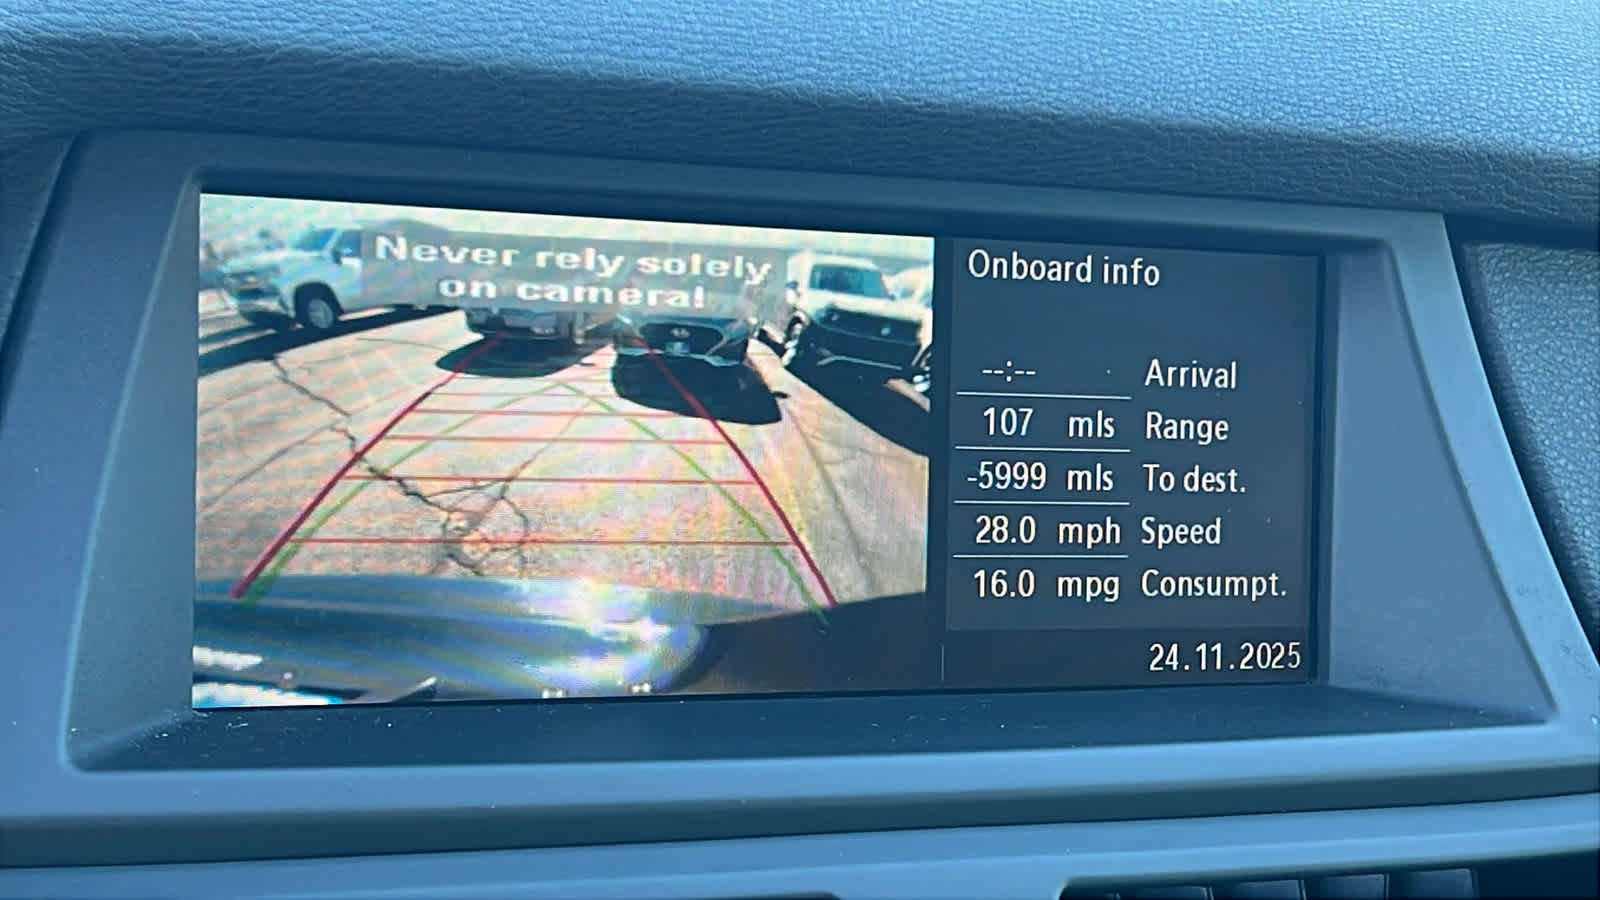 Never rely solely
on camera!
Onboard info
--:-- Arrival
107 mls Range
-5999 mls To dest.
28.0 mph Speed
16.0 mpg Consumpt.
24.11.2025